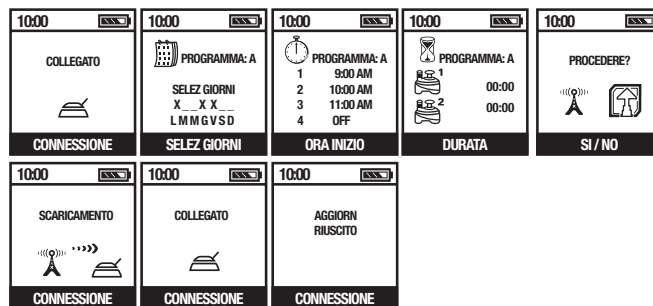 10:00
COLLEGATO
CONNESSIONE
10:00
PROGRAMMA: A
SELEZ GIORNI
X _ _ X X _ _
L M M G V S D
SELEZ GIORNI
10:00
PROGRAMMA: A
1 9:00 AM
2 10:00 AM
3 11:00 AM
4 OFF
ORA INIZIO
10:00
PROGRAMMA: A
1 00:00
2 00:00
DURATA
10:00
PROCEDERE?
SI / NO
10:00
SCARICAMENTO
CONNESSIONE
10:00
COLLEGATO
CONNESSIONE
10:00
AGGIORN
RIUSCITO
CONNESSIONE